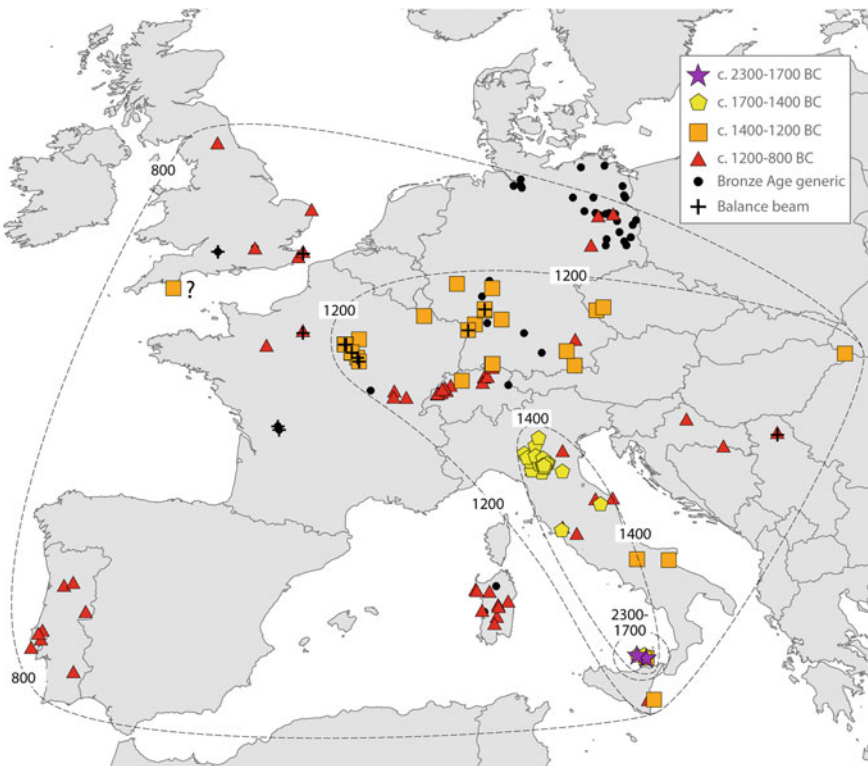 c. 2300-1700 BC
c. 1700-1400 BC
c. 1400-1200 BC
c. 1200-800 BC
Bronze Age generic
Balance beam
800
1200
?
1200
1400
1200
1400
2300-
1700
800